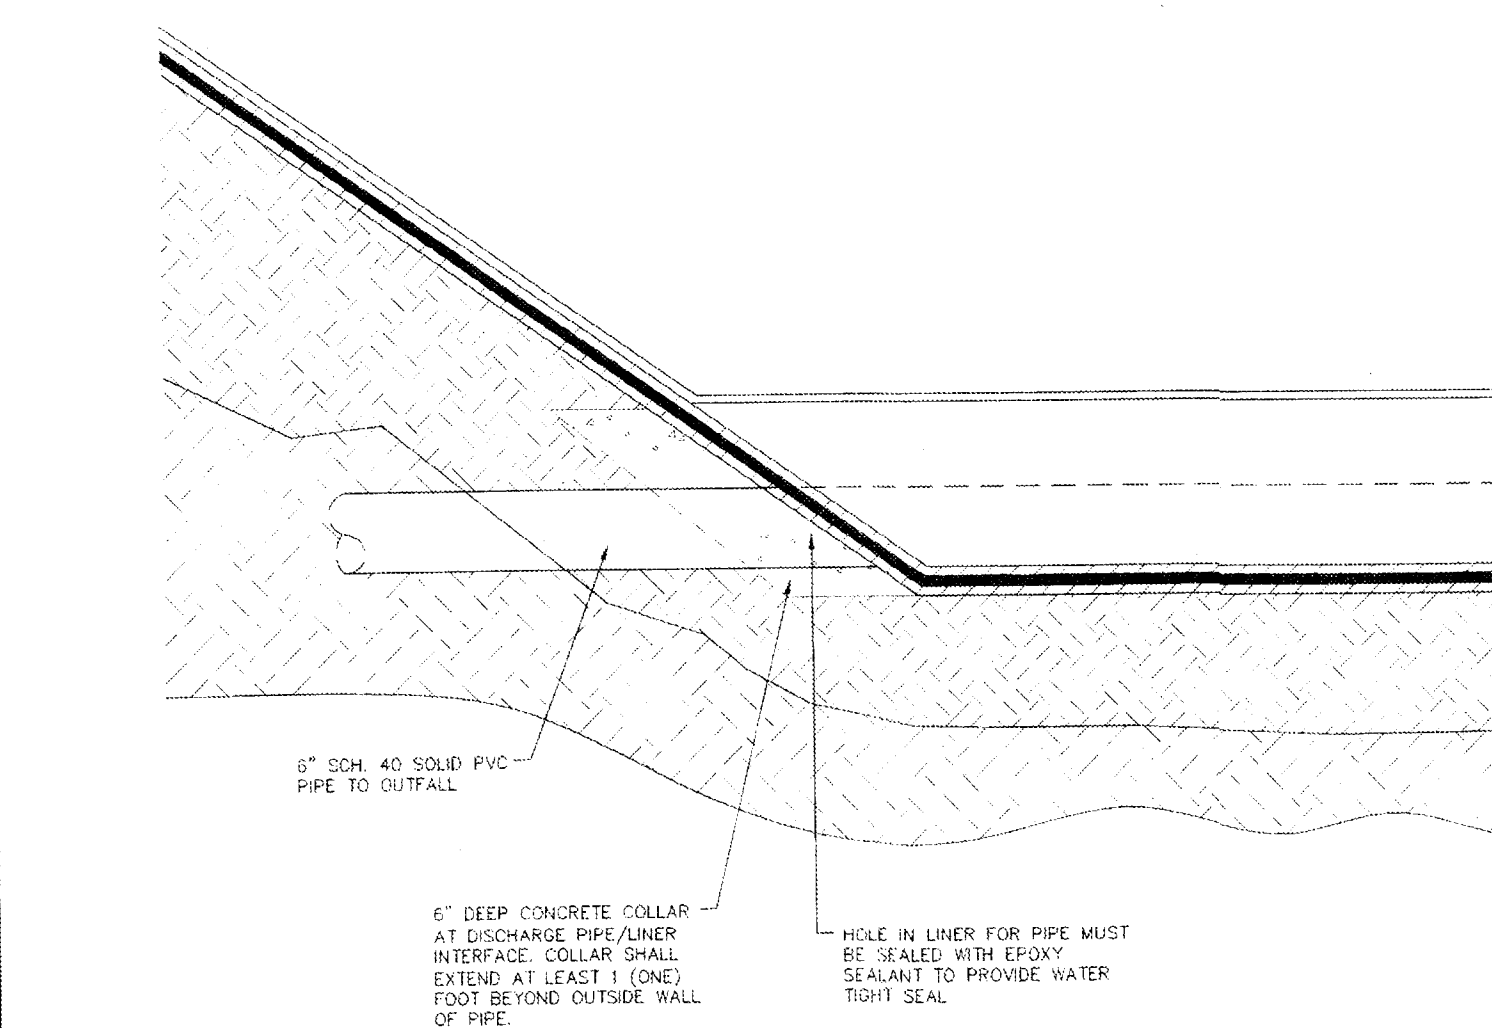 6" SCH. 40 SOLID PVC
PIPE TO OUTFALL
6" DEEP CONCRETE COLLAR
AT DISCHARGE PIPE/LINER
INTERFACE. COLLAR SHALL
EXTEND AT LEAST 1 (ONE)
FOOT BEYOND OUTSIDE WALL
OF PIPE.
HOLE IN LINER FOR PIPE MUST
BE SEALED WITH EPOXY
SEALANT TO PROVIDE WATER
TIGHT SEAL